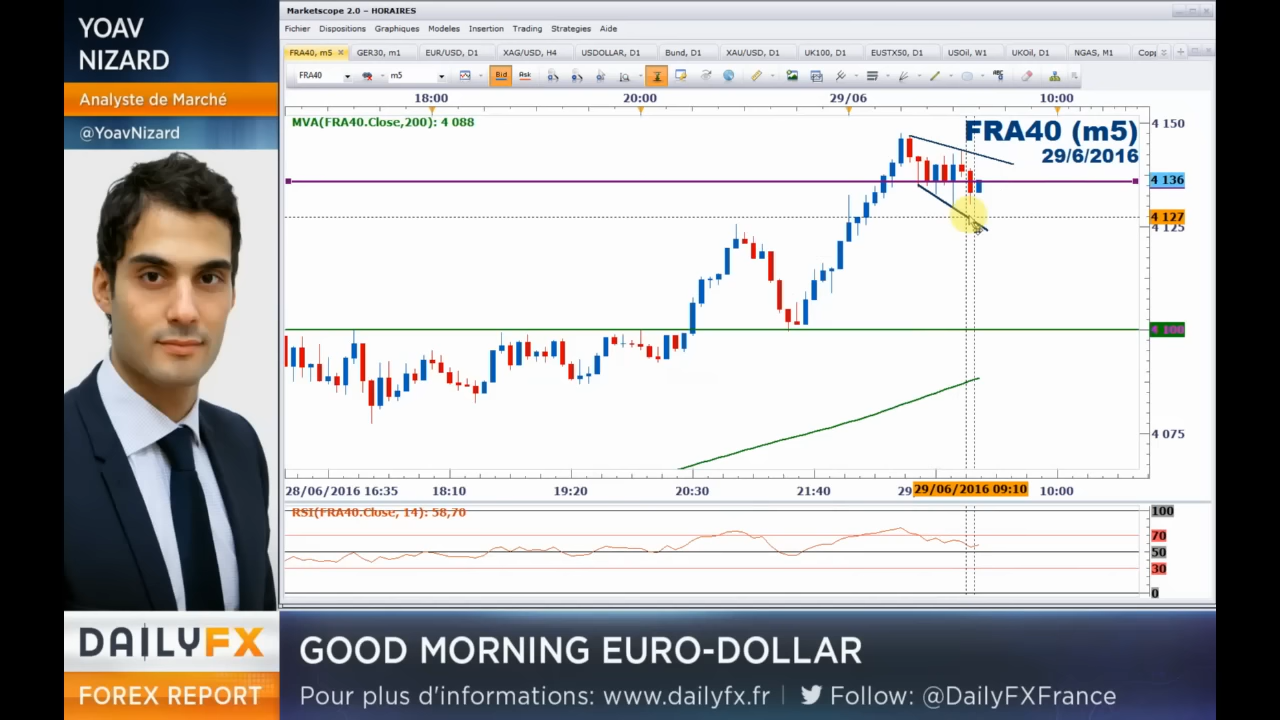 YOAV
NIZARD
Analyste de Marché
@YoavNizard
DAILYFX
FOREX REPORT
Marketscope 2.0 – HORAIRES
Fichier Dispositions Graphiques Modeles Insertion Trading Strategies Aide
FRA40, m5 GER30, m1 EUR/USD, D1 XAG/USD, H4 USDOLLAR, D1 Bund, D1 XAU/USD, D1 UK100, D1 EUSTX50, D1 USOil, W1 UKOil, D1 NGAS, M1
FRA40 m5 Bid Ask
18:00 20:00 29/06 10:00
MVA(FRA40.Close,200): 4 088
FRA40 (m5)
29/6/2016
4 150
4 136
4 127
4 125
4 100
4 075
28/06/2016 16:35 18:10 19:20 20:30 21:40 29 29/06/2016 09:10 10:00
RSI(FRA40.Close, 14): 58,70
100
70
50
30
0
GOOD MORNING EURO-DOLLAR
Pour plus d'informations: www.dailyfx.fr | Follow: @DailyFXFrance